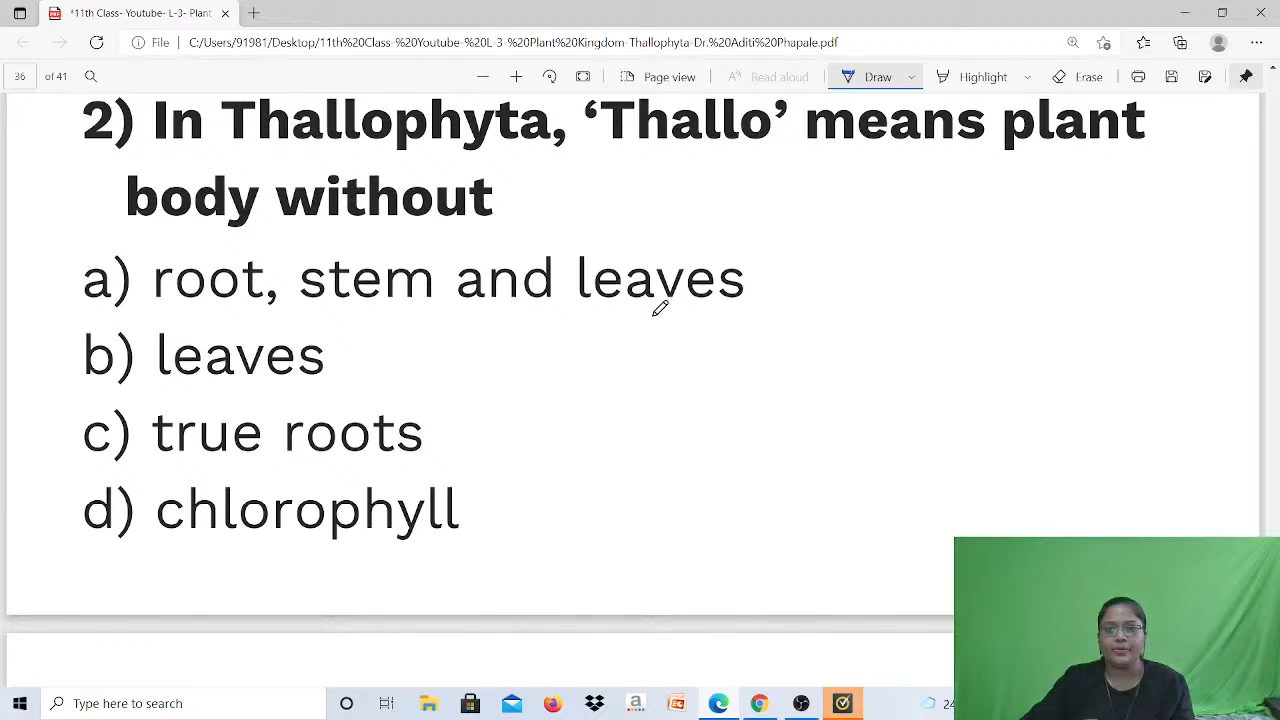 *11th Class- Youtube- L-3- Plant
File
C:/Users/91981/Desktop/11th%20Class-%20Youtube-%20L-3 %20Plant%20Kingdom-Thallophyta-Dr.%20Aditi%20Phapale.pdf
36 of 41
Page view
Read aloud
Draw
Highlight
Erase
2) In Thallophyta, ‘Thallo’ means plant
body without
a) root, stem and leaves
b) leaves
c) true roots
d) chlorophyll
Type here to search